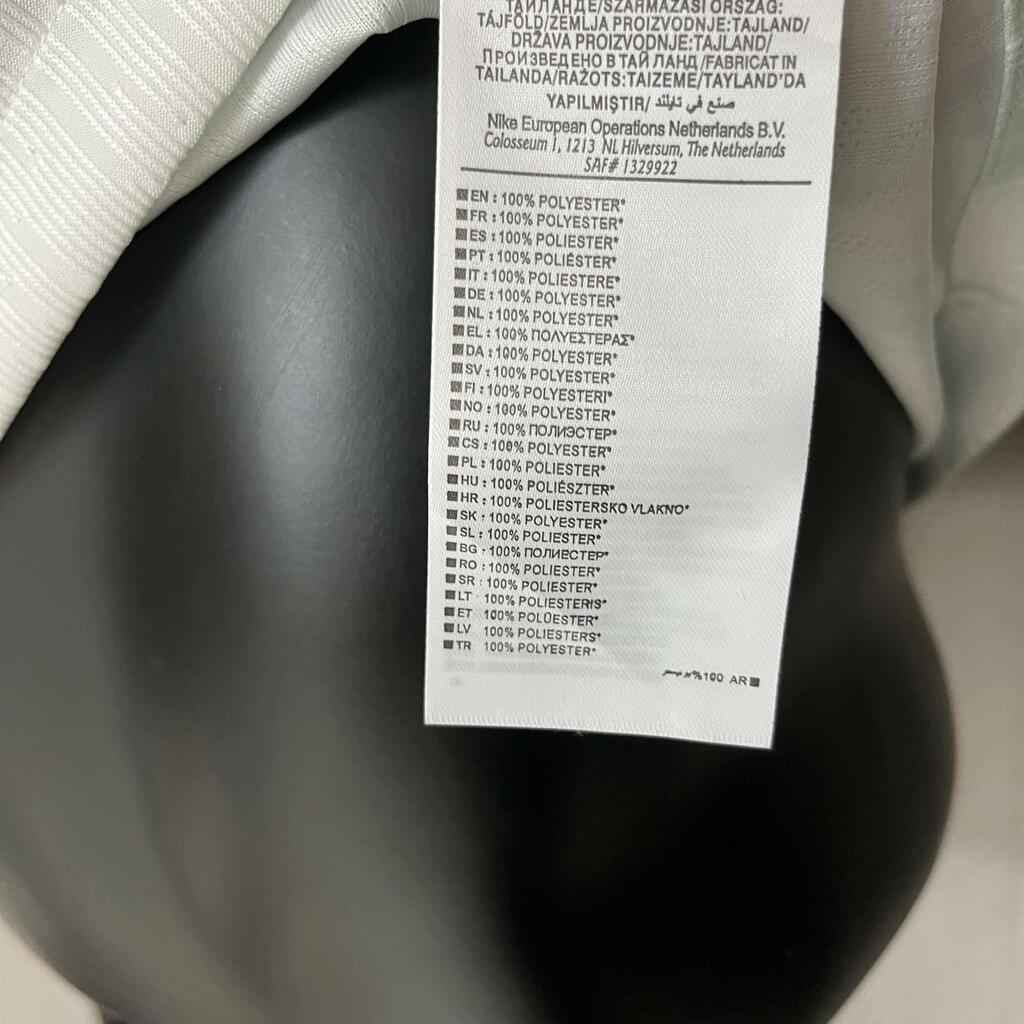 ТАИЛАНДЕ/SZÁRMAZÁSI ORSZÁG:
TÁJFÖLD/ZEMLJA PROIZVODNJE:TAJLAND/
DRŽAVA PROIZVODNJE:TAJLAND/
ПРОИЗВЕДЕНО В ТАЙЛАНД/FABRICAT IN
TAILANDA/RAŽOTS:TAIZEME/TAYLAND'DA
YAPILMIŞTIR/ صنع في تايلند
Nike European Operations Netherlands B.V.
Colosseum 1, 1213 NL Hilversum, The Netherlands
SAF# 1329922
EN : 100% POLYESTER*
FR : 100% POLYESTER*
ES : 100% POLIESTER*
PT : 100% POLIÉSTER*
IT : 100% POLIESTERE*
DE : 100% POLYESTER*
NL : 100% POLYESTER*
EL : 100% ΠΟΛΥΕΣΤΕΡΑΣ*
DA : 100% POLYESTER*
SV : 100% POLYESTER*
FI : 100% POLYESTERI*
NO : 100% POLYESTER*
RU : 100% ПОЛИЭСТЕР*
CS : 100% POLYESTER*
PL : 100% POLIESTER*
HU : 100% POLIÉSZTER*
HR : 100% POLIESTERSKO VLAKNO*
SK : 100% POLYESTER*
SL : 100% POLIESTER*
BG : 100% ПОЛИЕСТЕР*
RO : 100% POLIESTER*
SR : 100% POLIESTER*
LT : 100% POLIESTERIS*
ET 100% POLÜESTER*
LV 100% POLIESTERS*
TR 100% POLYESTER*
%100 AR